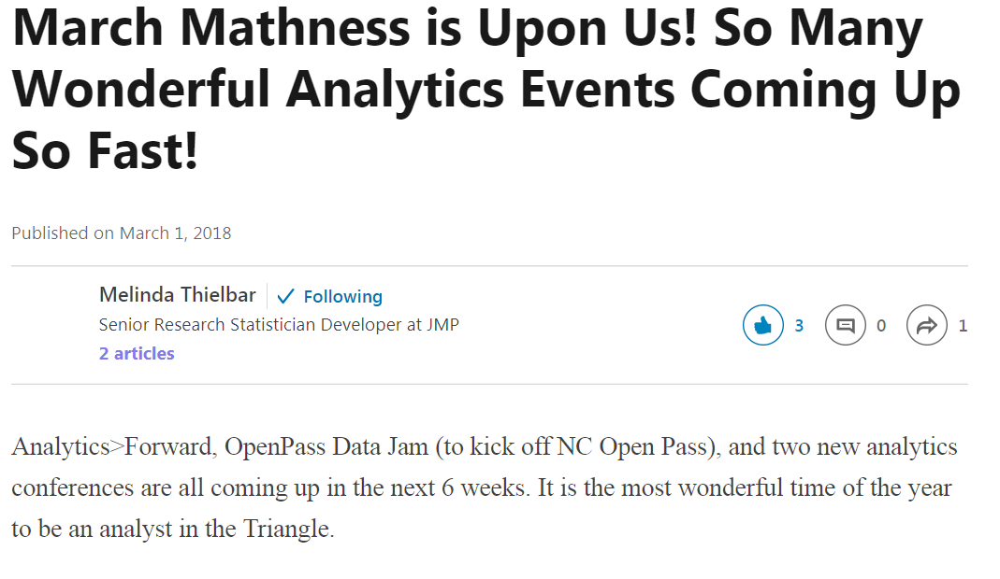 March Mathness is Upon Us! So Many
Wonderful Analytics Events Coming Up
So Fast!
Published on March 1, 2018
Melinda Thielbar
Following
Senior Research Statistician Developer at JMP
2 articles
3
0
1
Analytics>Forward, OpenPass Data Jam (to kick off NC Open Pass), and two new analytics
conferences are all coming up in the next 6 weeks. It is the most wonderful time of the year
to be an analyst in the Triangle.